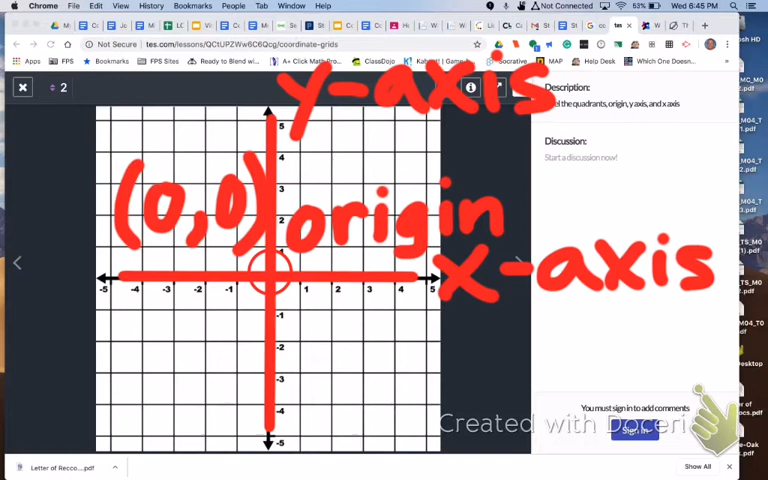 Chrome File Edit View History Bookmarks People Tab Window Help
Not Connected 53% Wed 6:45 PM
Not Secure tes.com/lessons/QCtUPZWw6C6Qcg/coordinate-grids
Apps FPS Bookmarks FPS Sites Ready to Blend wi A+ Click Math Skill ClassDojo Kahoot! Socrative MAP Help Desk Which One Doesn...
2
y-axis
Description:
the quadrants, origin, y axis, and x axis
Discussion:
Start a discussion now!
5
4
3
2
1
(0,0) origin
x-axis
-5 -4 -3 -2 -1 1 2 3 4 5
-1
-2
-3
-4
-5
You must sign in to add comments
Sign in
Created with Doceri
Letter of Recco....pdf
Show All